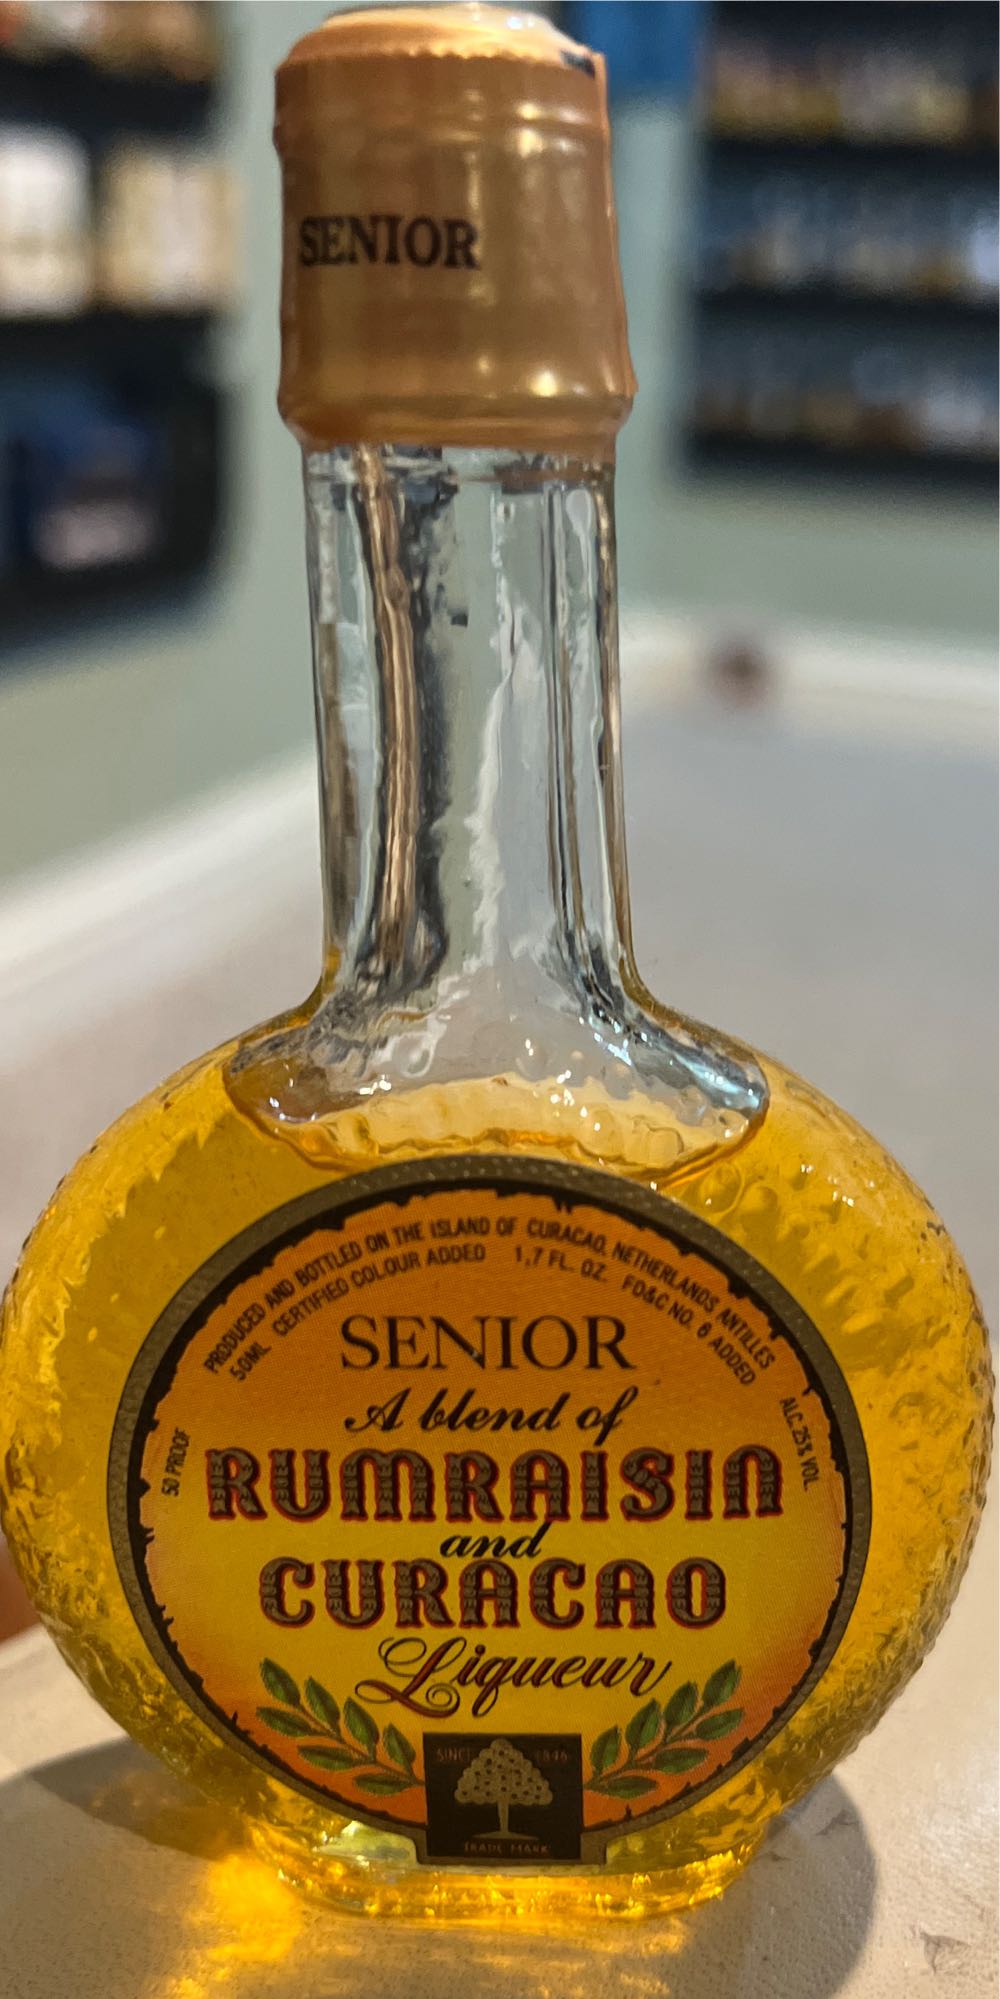 SENIOR
PRODUCED AND BOTTLED ON THE ISLAND OF CURACAO, NETHERLANDS ANTILLES
50ML CERTIFIED COLOUR ADDED 1,7 FL. OZ. FD&C NO. 6 ADDED
SENIOR
A blend of
50 PROOF
ALC. 25% VOL.
RUMRAISIN
and
CURACAO
Liqueur
SINCE 1846
TRADE MARK